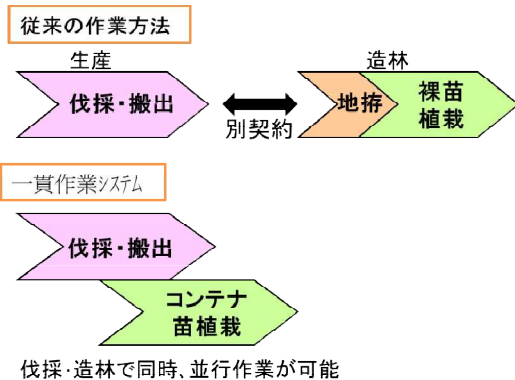 従来の作業方法
生産
造林
伐採・搬出
別契約
地拵
裸苗
植栽
一貫作業システム
伐採・搬出
コンテナ
苗植栽
伐採・造林で同時、並行作業が可能